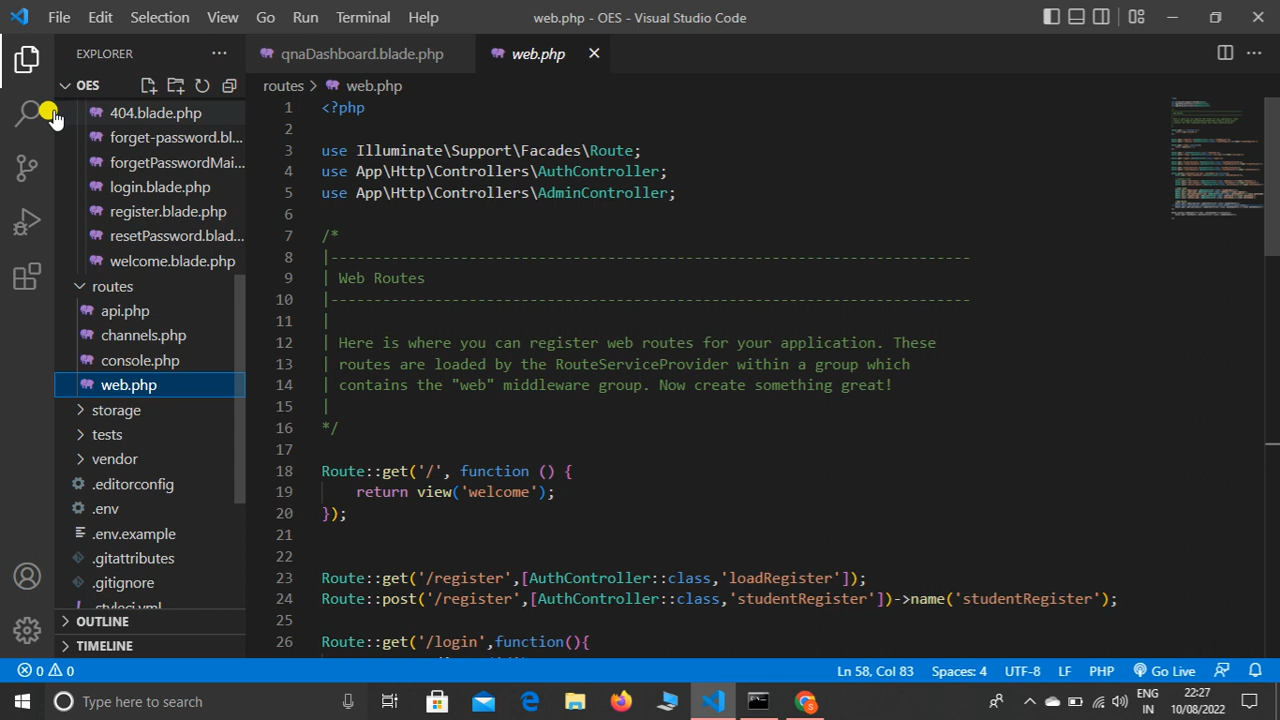 File Edit Selection View Go Run Terminal Help
web.php - OES - Visual Studio Code
EXPLORER
OES
404.blade.php
forget-password.bl...
forgetPasswordMai...
login.blade.php
register.blade.php
resetPassword.blad...
welcome.blade.php
routes
api.php
channels.php
console.php
web.php
storage
tests
vendor
.editorconfig
.env
.env.example
.gitattributes
.gitignore
.styleci.yml
OUTLINE
TIMELINE
qnaDashboard.blade.php
web.php
routes > web.php
1 <?php
2
3 use Illuminate\Support\Facades\Route;
4 use App\Http\Controllers\AuthController;
5 use App\Http\Controllers\AdminController;
6
7 /*
8 |--------------------------------------------------------------------------
9 | Web Routes
10 |--------------------------------------------------------------------------
11 |
12 | Here is where you can register web routes for your application. These
13 | routes are loaded by the RouteServiceProvider within a group which
14 | contains the "web" middleware group. Now create something great!
15 |
16 */
17
18 Route::get('/', function () {
19 return view('welcome');
20 });
21
22
23 Route::get('/register',[AuthController::class,'loadRegister']);
24 Route::post('/register',[AuthController::class,'studentRegister'])->name('studentRegister');
25
26 Route::get('/login',function(){
0 0
Ln 58, Col 83 Spaces: 4 UTF-8 LF PHP Go Live
Type here to search
ENG
IN
22:27
10/08/2022